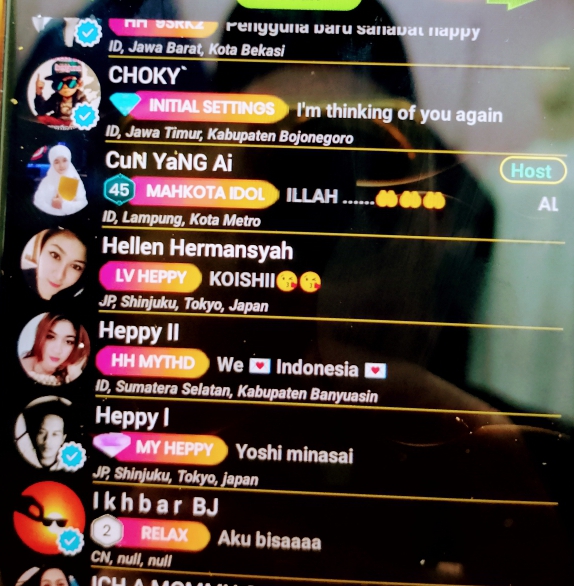 HH 9SRKZ Pengguna baru sahabat happy
ID, Jawa Barat, Kota Bekasi
CHOKY`
INITIAL SETTINGS I'm thinking of you again
ID, Jawa Timur, Kabupaten Bojonegoro
CuN YaNG Ai
Host
45 MAHKOTA IDOL ILLAH ......🤲🤲🤲
AL
ID, Lampung, Kota Metro
Hellen Hermansyah
LV HEPPY KOISHII😘😘
JP, Shinjuku, Tokyo, Japan
Heppy II
HH MYTHD We 💌 Indonesia 💌
ID, Sumatera Selatan, Kabupaten Banyuasin
Heppy I
MY HEPPY Yoshi minasai
JP, Shinjuku, Tokyo, japan
Ikhbar BJ
2 RELAX Aku bisaaaa
CN, null, null